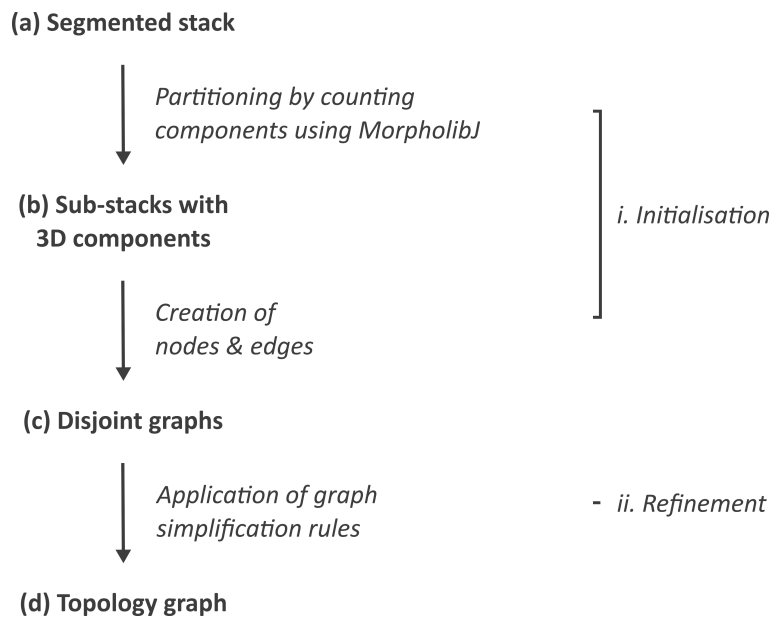 (a) Segmented stack
Partitioning by counting
components using MorpholibJ
(b) Sub-stacks with
3D components
i. Initialisation
Creation of
nodes & edges
(c) Disjoint graphs
Application of graph
simplification rules
- ii. Refinement
(d) Topology graph